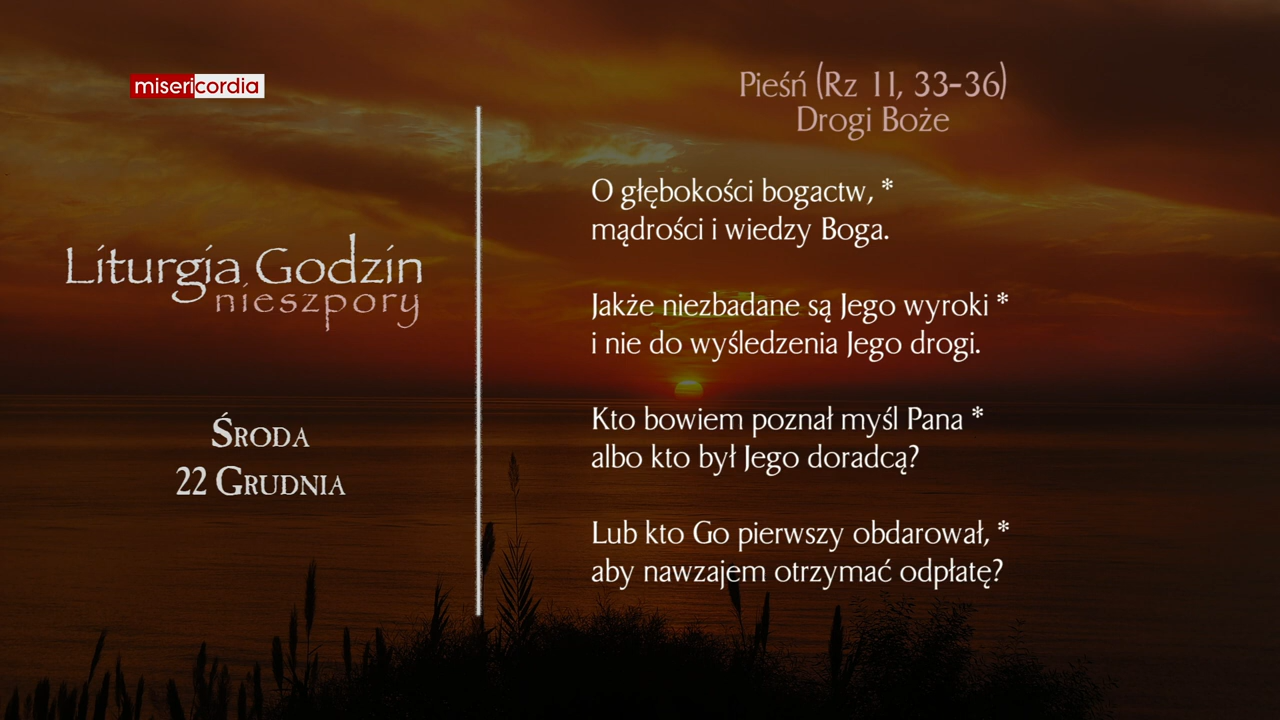 misericordia
Liturgia Godzin
nieszpory
Środa
22 Grudnia
Pieśń (Rz 11, 33-36)
Drogi Boże
O głębokości bogactw, *
mądrości i wiedzy Boga.
Jakże niezbadane są Jego wyroki *
i nie do wyśledzenia Jego drogi.
Kto bowiem poznał myśl Pana *
albo kto był Jego doradcą?
Lub kto Go pierwszy obdarował, *
aby nawzajem otrzymać odpłatę?